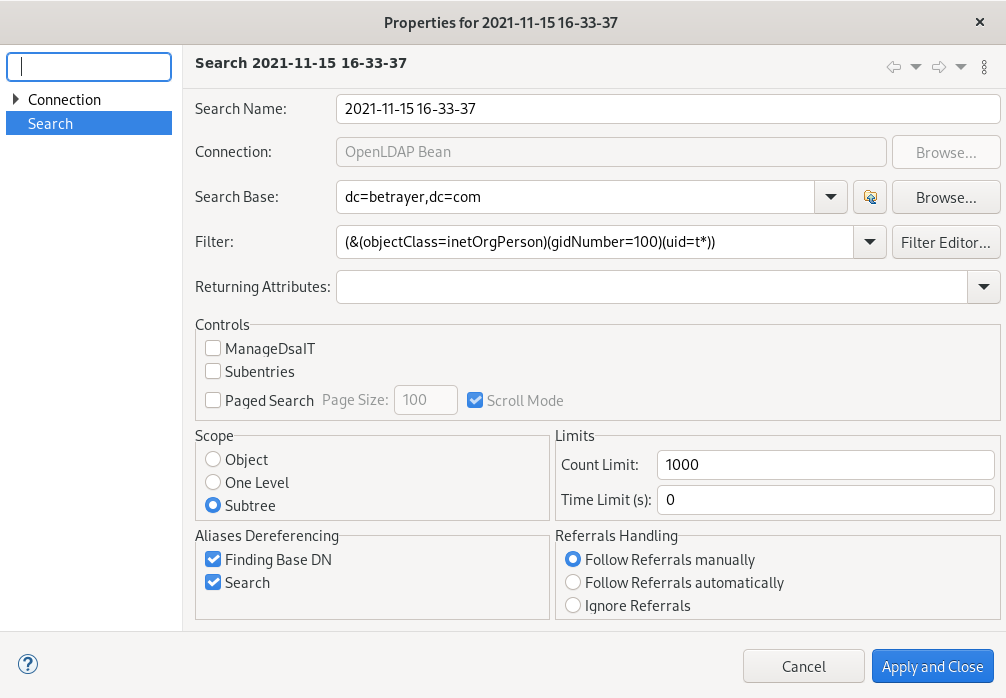 Properties for 2021-11-15 16-33-37
Connection
Search
Search 2021-11-15 16-33-37
Search Name: 2021-11-15 16-33-37
Connection: OpenLDAP Bean Browse...
Search Base: dc=betrayer,dc=com Browse...
Filter: (&(objectClass=inetOrgPerson)(gidNumber=100)(uid=t*)) Filter Editor...
Returning Attributes:
Controls
ManageDsaIT
Subentries
Paged Search Page Size: 100 Scroll Mode
Scope
Object
One Level
Subtree
Limits
Count Limit: 1000
Time Limit (s): 0
Aliases Dereferencing
Finding Base DN
Search
Referrals Handling
Follow Referrals manually
Follow Referrals automatically
Ignore Referrals
Cancel Apply and Close